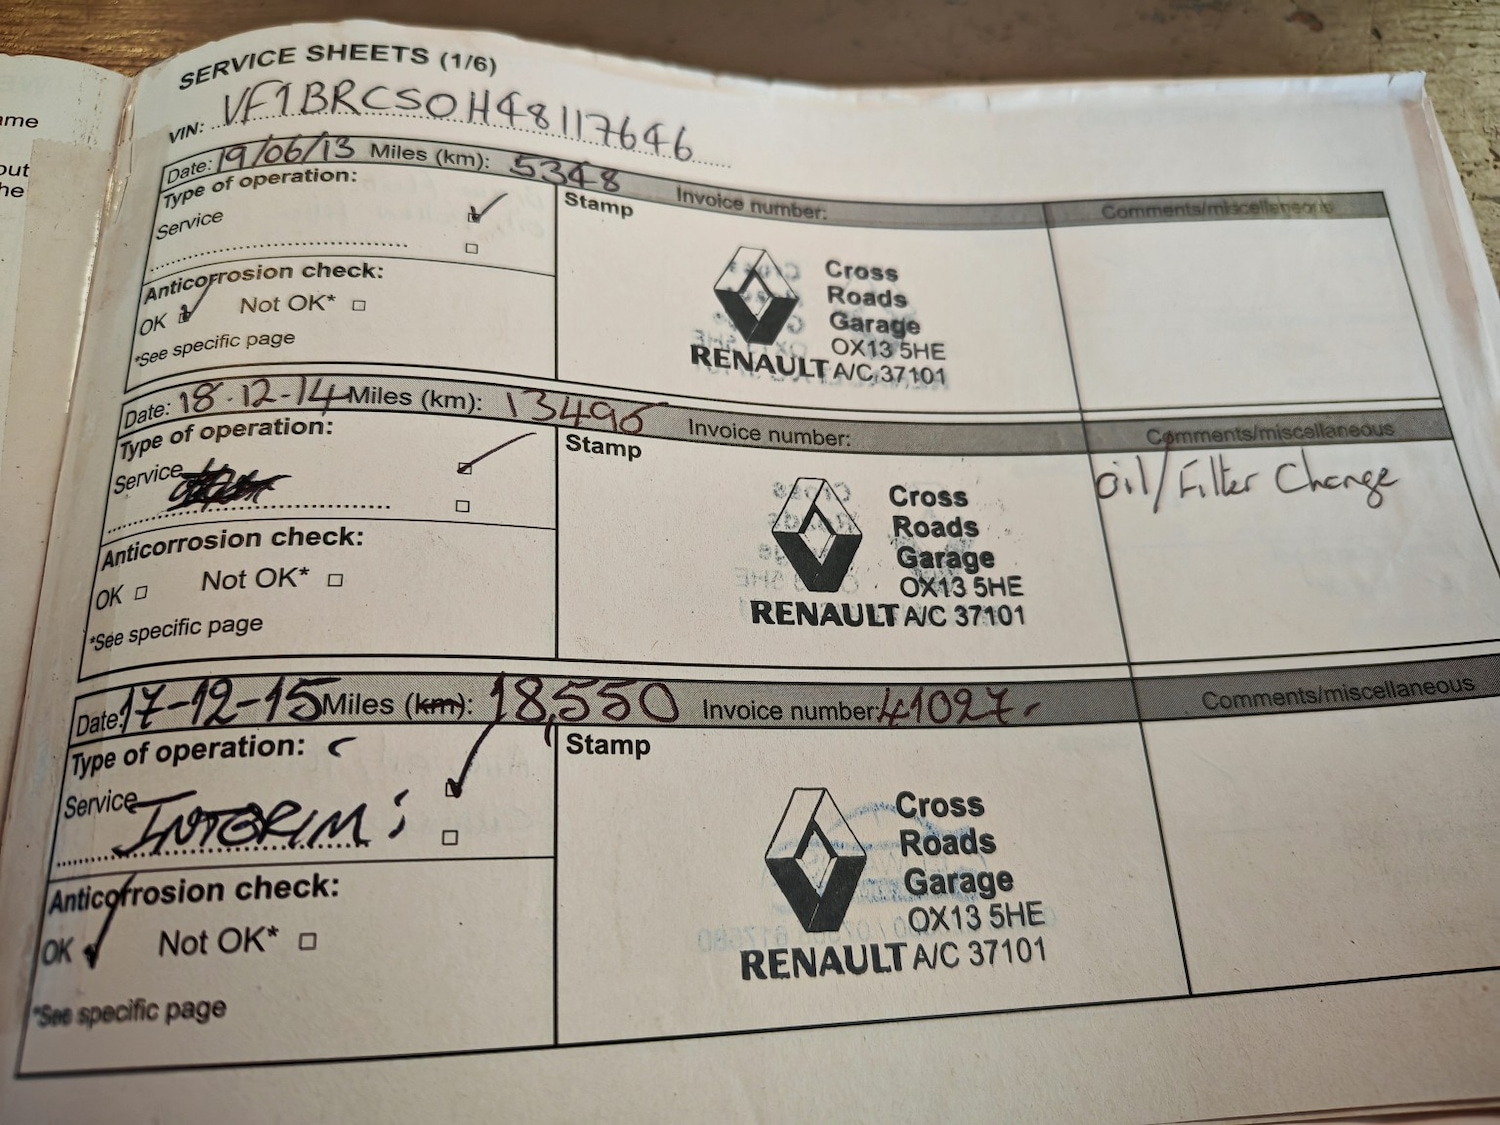 ame
out
he
SERVICE SHEETS (1/6)
VIN: VF1BRCSOH48117646
Date: 19/06/13 Miles (km): 5348 Invoice number: Comments/miscellaneous
Type of operation:
Service
Stamp
Anticorrosion check:
OK Not OK*
*See specific page
Cross
Roads
Garage
OX13 5HE
RENAULT A/C 37101
Date: 18-12-14 Miles (km): 13496 Invoice number: Comments/miscellaneous
Type of operation:
Service
Stamp
Oil/Filter Change
Anticorrosion check:
OK Not OK*
*See specific page
Cross
Roads
Garage
OX13 5HE
RENAULT A/C 37101
Date: 17-12-15 Miles (km): 18,550 Invoice number: 41027- Comments/miscellaneous
Type of operation:
Service INTERIM
Stamp
Anticorrosion check:
OK Not OK*
*See specific page
Cross
Roads
Garage
OX13 5HE
RENAULT A/C 37101